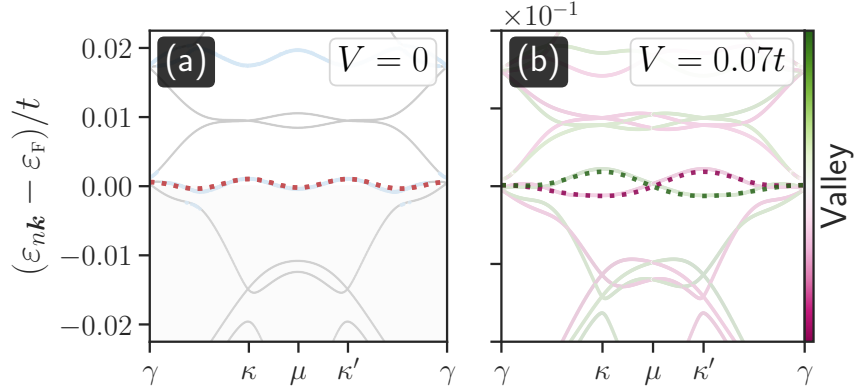 ×10⁻¹
(ε_{nk} − ε_F)/t
0.02
0.01
0.00
−0.01
−0.02
(a)
V = 0
γ κ μ κ′ γ
(b)
V = 0.07t
γ κ μ κ′ γ
Valley